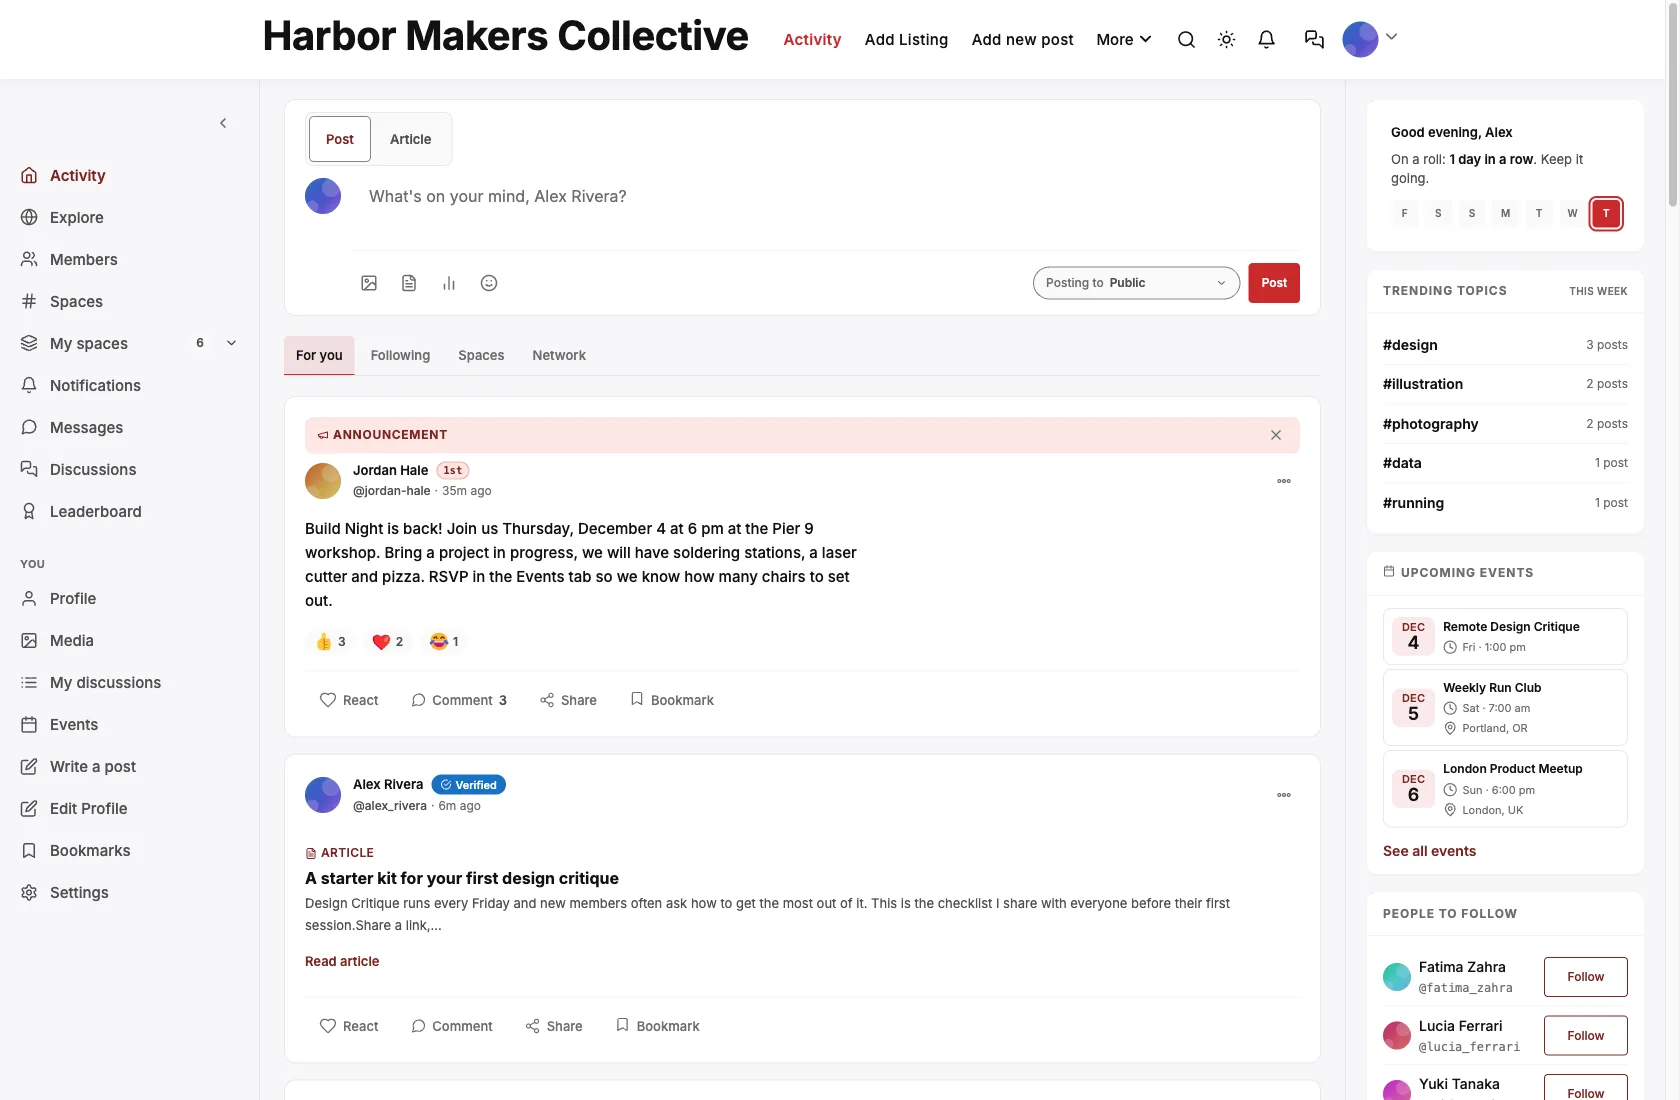 Harbor Makers Collective
Activity
Add Listing
Add new post
More
Activity
Explore
Members
Spaces
My spaces 6
Notifications
Messages
Discussions
Leaderboard
YOU
Profile
Media
My discussions
Events
Write a post
Edit Profile
Bookmarks
Settings
Post
Article
What's on your mind, Alex Rivera?
Posting to Public
Post
For you
Following
Spaces
Network
ANNOUNCEMENT
Jordan Hale 1st
@jordan-hale · 35m ago
Build Night is back! Join us Thursday, December 4 at 6 pm at the Pier 9
workshop. Bring a project in progress, we will have soldering stations, a laser
cutter and pizza. RSVP in the Events tab so we know how many chairs to set
out.
👍 3 ❤️ 2 😂 1
React
Comment 3
Share
Bookmark
Alex Rivera Verified
@alex_rivera · 6m ago
ARTICLE
A starter kit for your first design critique
Design Critique runs every Friday and new members often ask how to get the most out of it. This is the checklist I share with everyone before their first
session.Share a link,...
Read article
React
Comment
Share
Bookmark
Good evening, Alex
On a roll: 1 day in a row. Keep it
going.
F S S M T W T
TRENDING TOPICS THIS WEEK
#design 3 posts
#illustration 2 posts
#photography 2 posts
#data 1 post
#running 1 post
UPCOMING EVENTS
DEC
4
Remote Design Critique
Fri · 1:00 pm
DEC
5
Weekly Run Club
Sat · 7:00 am
Portland, OR
DEC
6
London Product Meetup
Sun · 6:00 pm
London, UK
See all events
PEOPLE TO FOLLOW
Fatima Zahra
@fatima_zahra
Follow
Lucia Ferrari
@lucia_ferrari
Follow
Yuki Tanaka
Follow